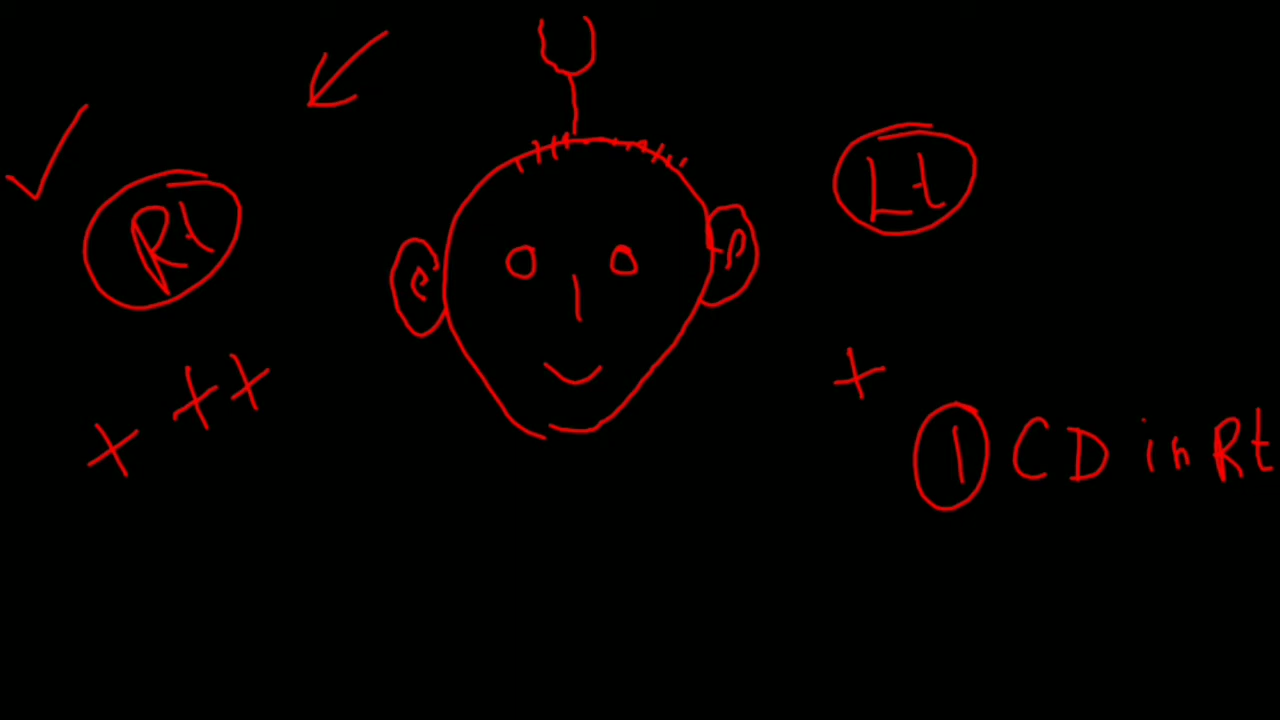 Rt
Lt
+ + +
+
① CD in Rt